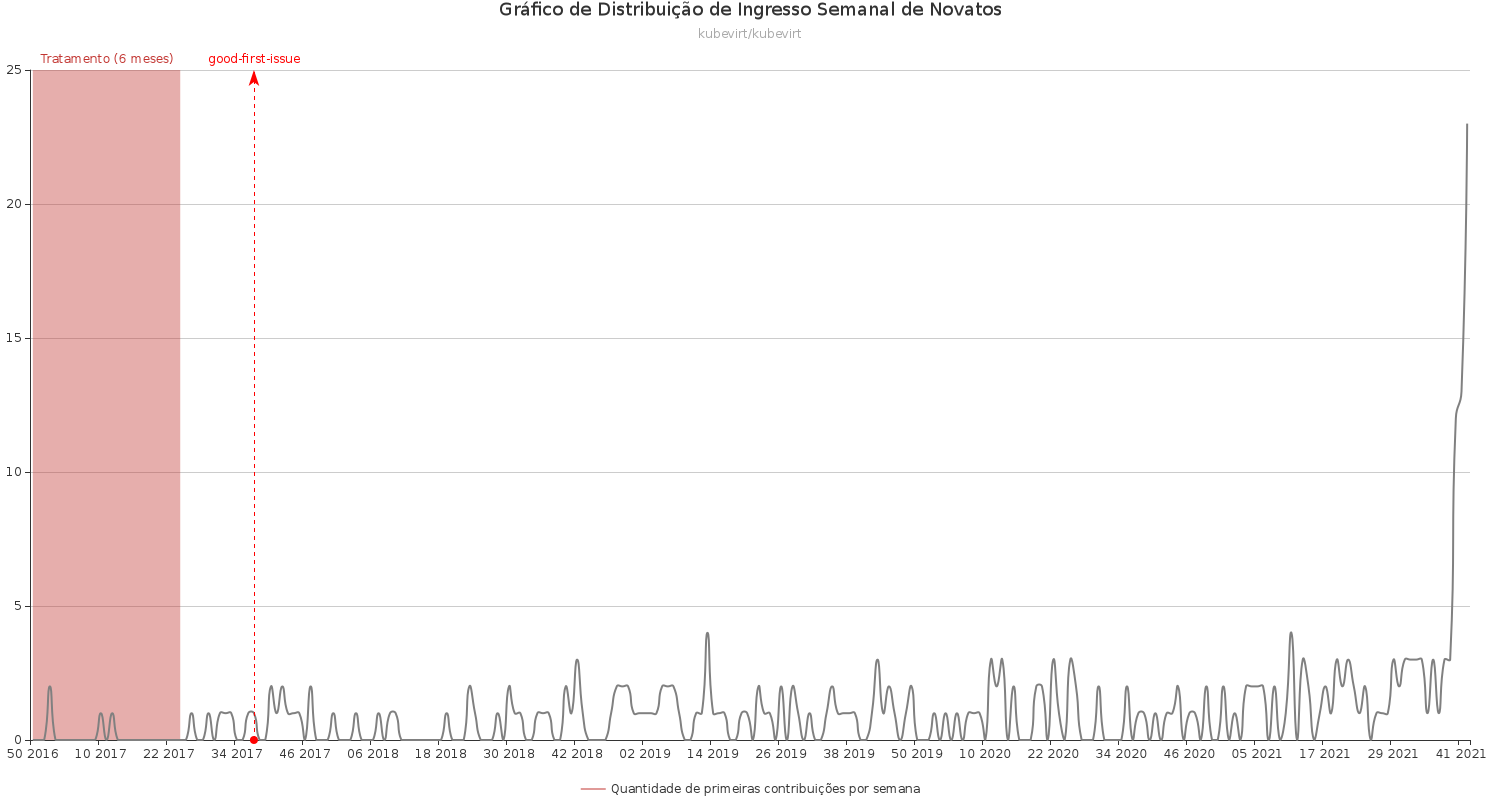 Gráfico de Distribuição de Ingresso Semanal de Novatos
kubevirt/kubevirt
Tratamento (6 meses) good-first-issue
25
20
15
10
5
0
50 2016 10 2017 22 2017 34 2017 46 2017 06 2018 18 2018 30 2018 42 2018 02 2019 14 2019 26 2019 38 2019 50 2019 10 2020 22 2020 34 2020 46 2020 05 2021 17 2021 29 2021 41 2021
Quantidade de primeiras contribuições por semana